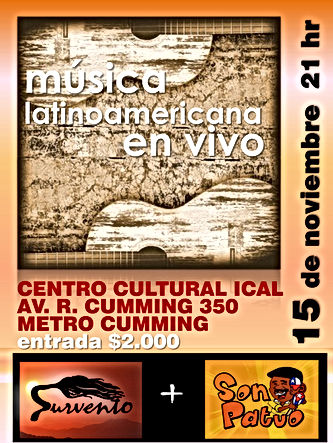 música
latinoamericana
en vivo
15 de noviembre 21 hr
CENTRO CULTURAL ICAL
AV. R. CUMMING 350
METRO CUMMING
entrada $2.000
Survento
+
Son
Patuo